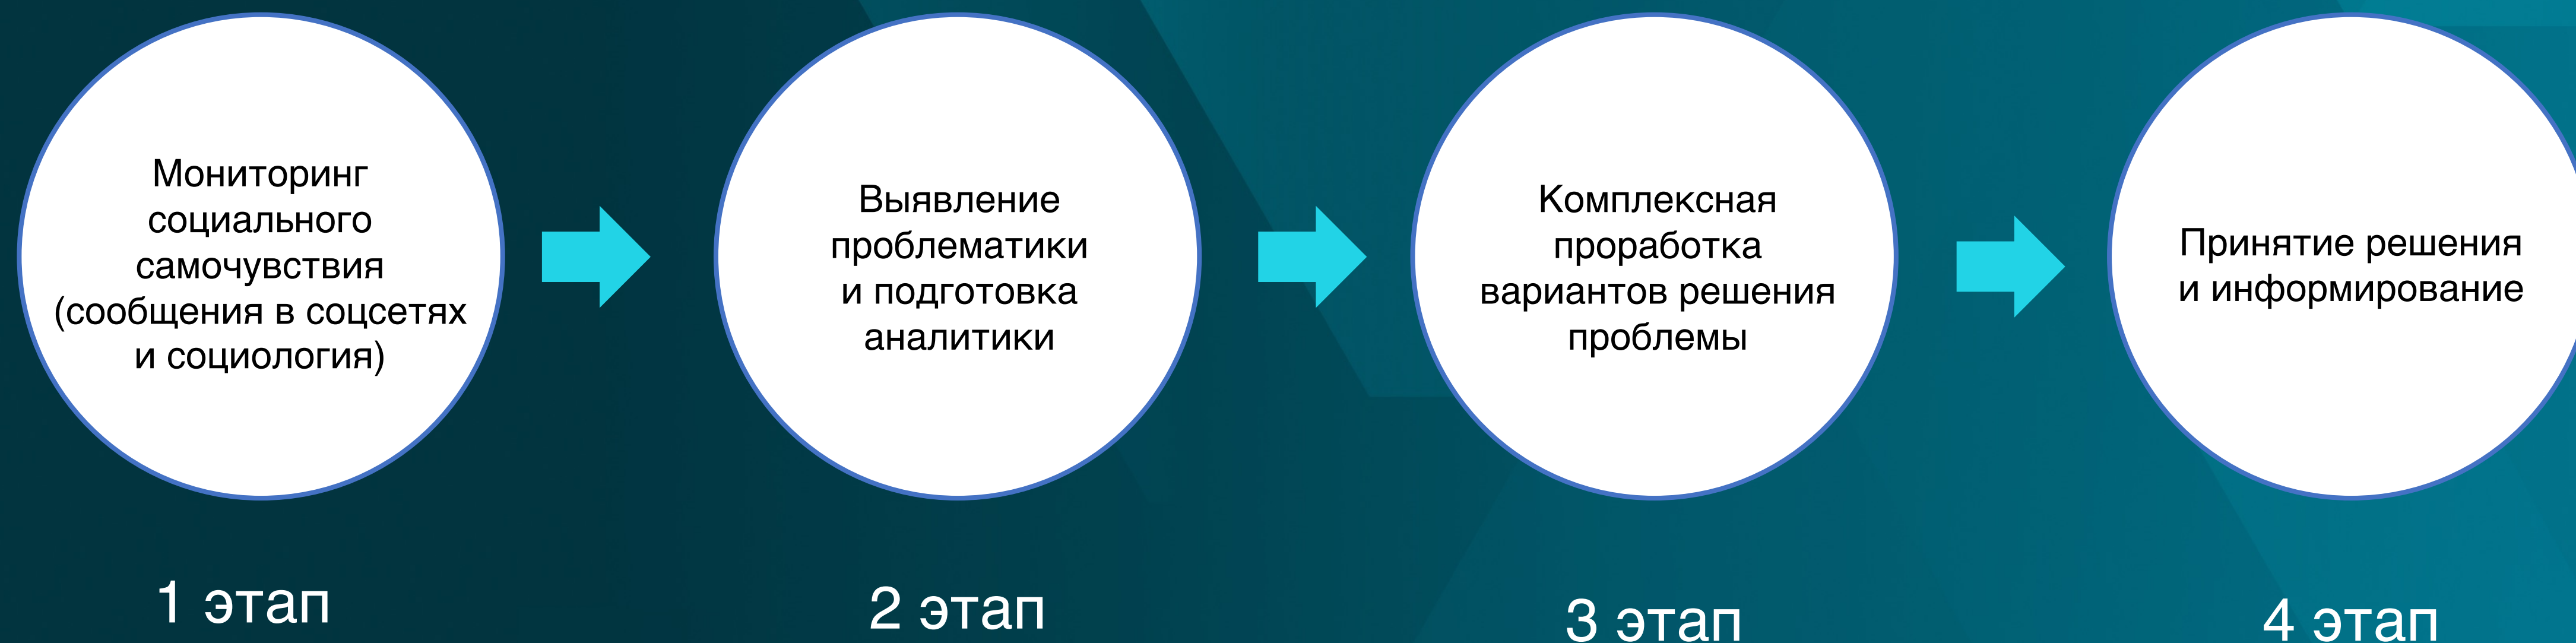 Мониторинг
социального
самочувствия
(сообщения в соцсетях
и социология)
Выявление
проблематики
и подготовка
аналитики
Комплексная
проработка
вариантов решения
проблемы
Принятие решения
и информирование
1 этап
2 этап
3 этап
4 этап